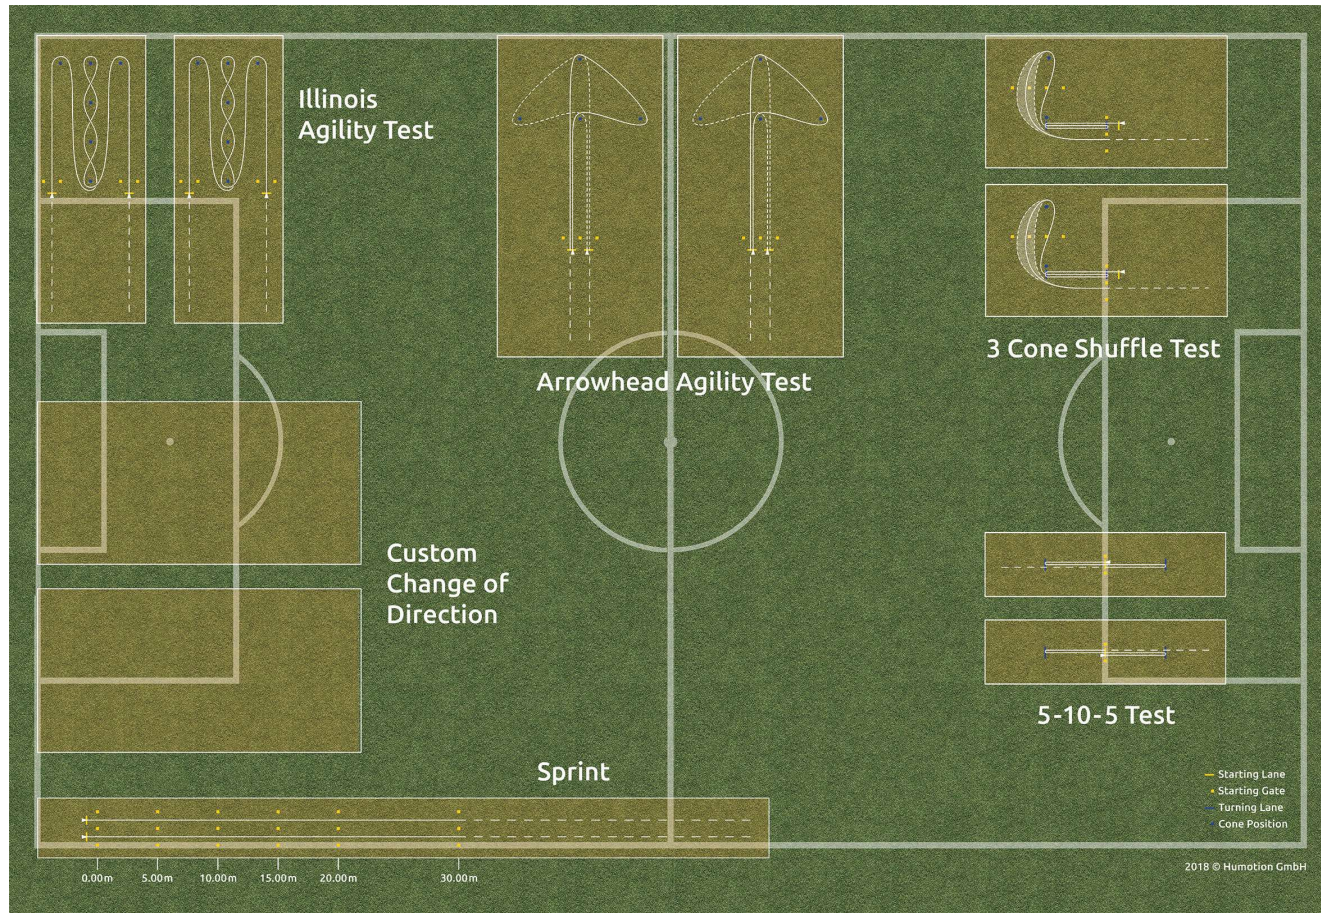 Illinois
Agility Test
Arrowhead Agility Test
3 Cone Shuffle Test
Custom
Change of
Direction
5-10-5 Test
Sprint
Starting Lane
Starting Gate
Turning Lane
Cone Position
0.00m 5.00m 10.00m 15.00m 20.00m 30.00m
2018 © Humotion GmbH